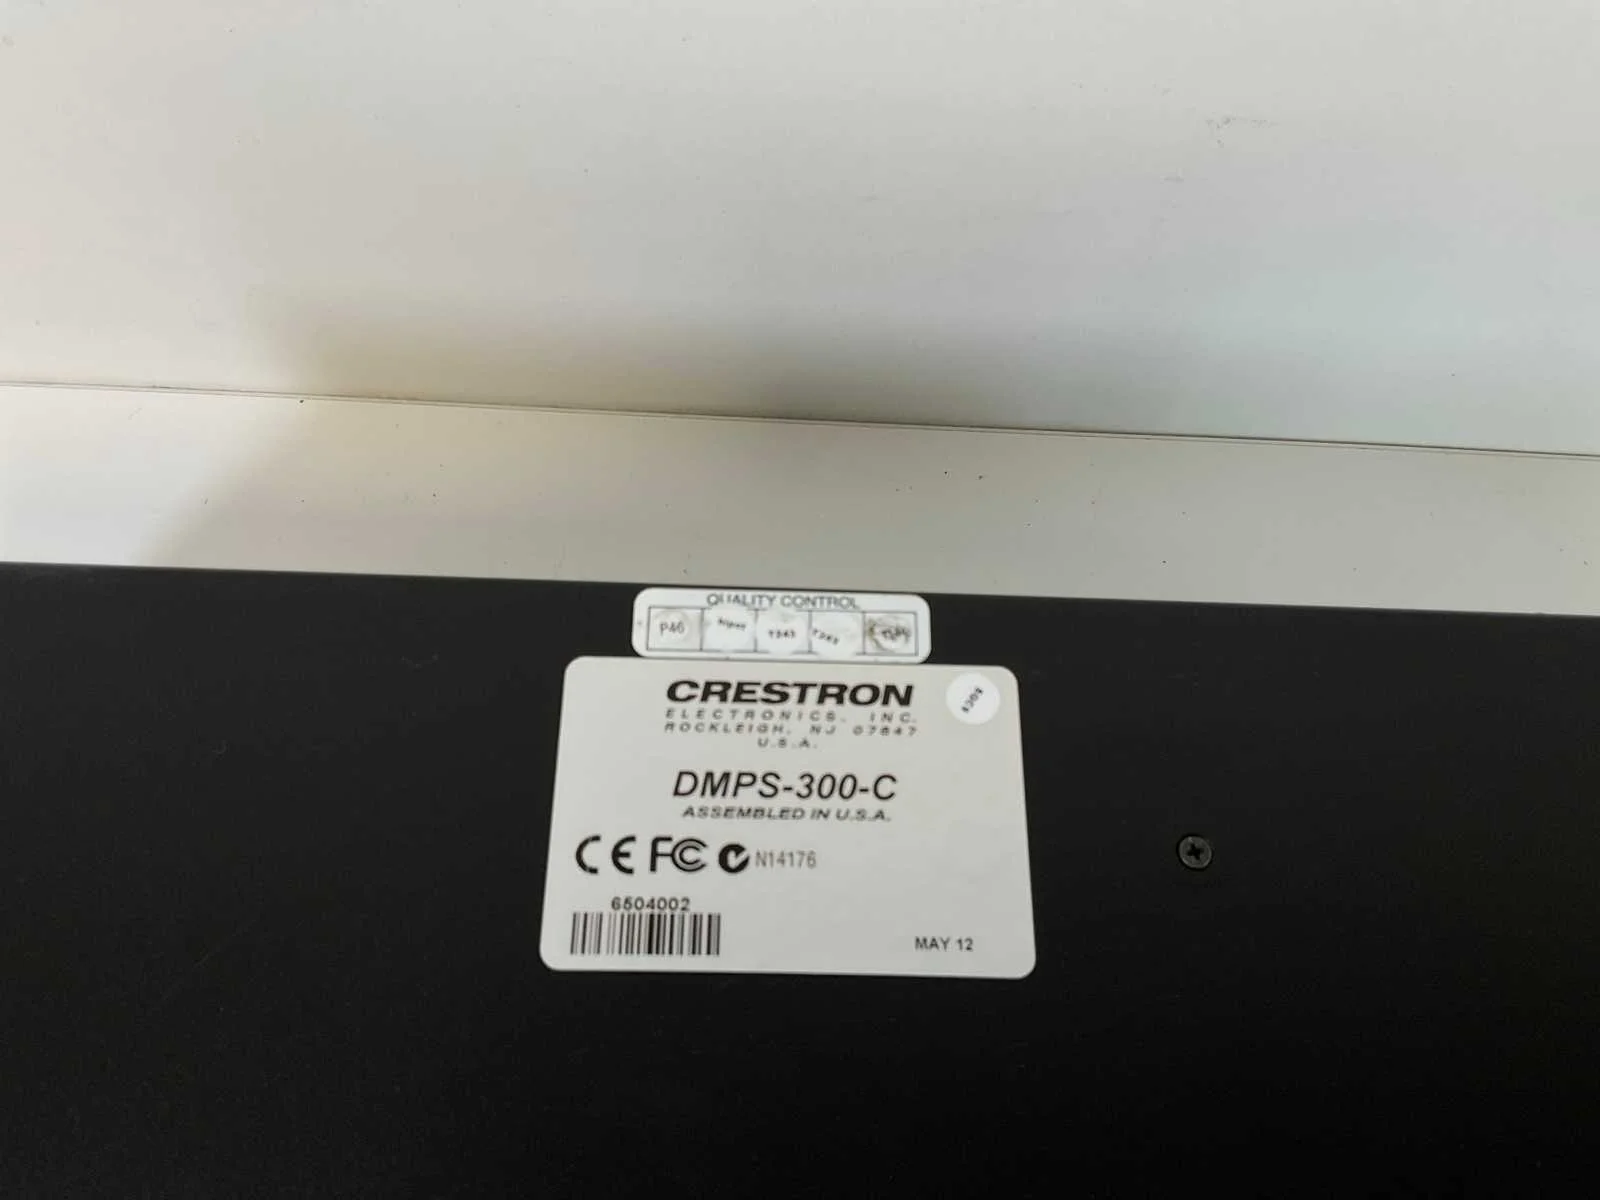 QUALITY CONTROL
P46 T343
CRESTRON
ELECTRONICS, INC.
ROCKLEIGH, NJ 07647
U.S.A.
DMPS-300-C
ASSEMBLED IN U.S.A.
CE FC N14176
6504002
MAY 12